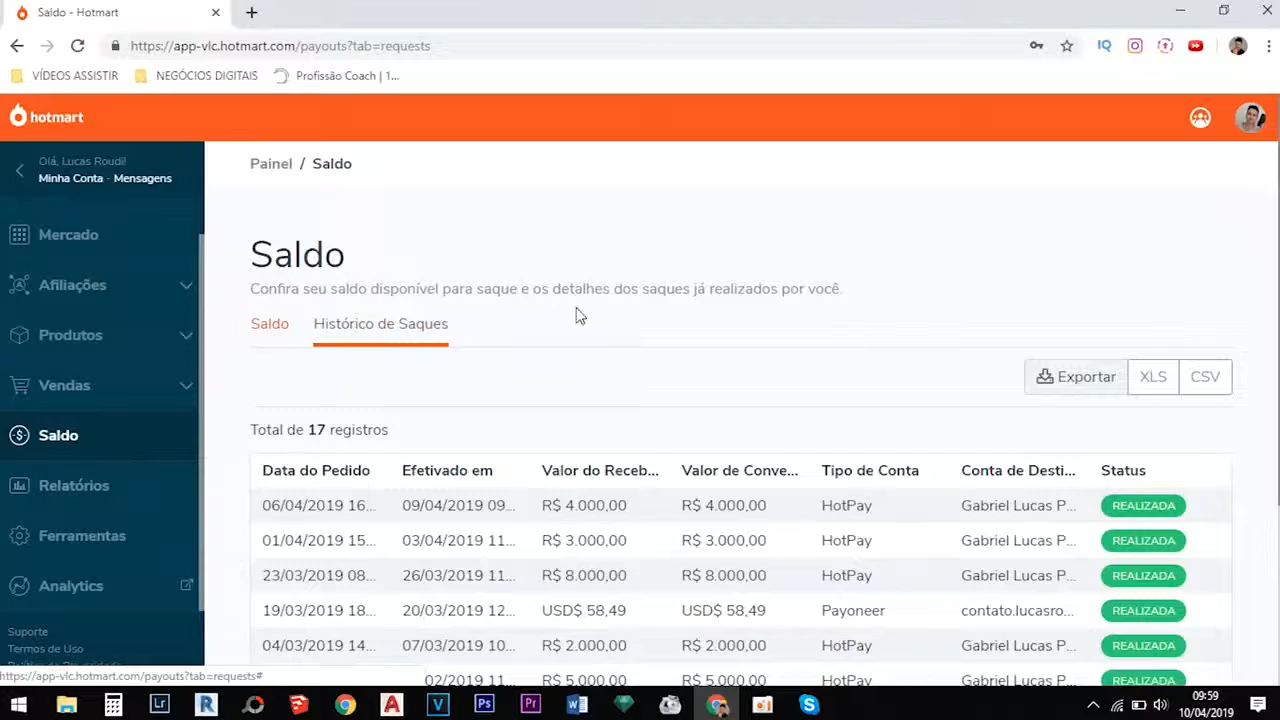 Saldo - Hotmart
https://app-vlc.hotmart.com/payouts?tab=requests
IQ
VÍDEOS ASSISTIR
NEGÓCIOS DIGITAIS
Profissão Coach | 1...
hotmart
Olá, Lucas Roudi!
Minha Conta - Mensagens
Mercado
Afiliações
Produtos
Vendas
Saldo
Relatórios
Ferramentas
Analytics
Suporte
Termos de Uso
https://app-vlc.hotmart.com/payouts?tab=requests#
Painel / Saldo
Saldo
Confira seu saldo disponível para saque e os detalhes dos saques já realizados por você.
Saldo Histórico de Saques
Exportar XLS CSV
Total de 17 registros
Data do Pedido Efetivado em Valor do Receb... Valor de Conve... Tipo de Conta Conta de Desti... Status
06/04/2019 16... 09/04/2019 09... R$ 4.000,00 R$ 4.000,00 HotPay Gabriel Lucas P... REALIZADA
01/04/2019 15... 03/04/2019 11... R$ 3.000,00 R$ 3.000,00 HotPay Gabriel Lucas P... REALIZADA
23/03/2019 08... 26/03/2019 11... R$ 8.000,00 R$ 8.000,00 HotPay Gabriel Lucas P... REALIZADA
19/03/2019 18... 20/03/2019 12... USD$ 58,49 USD$ 58,49 Payoneer contato.lucasro... REALIZADA
04/03/2019 14... 07/03/2019 10... R$ 2.000,00 R$ 2.000,00 HotPay Gabriel Lucas P... REALIZADA
02/2019 11... R$ 5.000,00 R$ 5.000,00 HotPay Gabriel Lucas P... REALIZADA
Lr R A V Ps Pr W S
09:59
10/04/2019